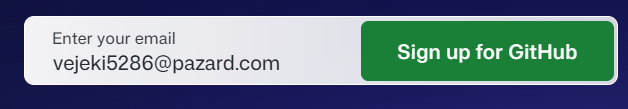 Enter your email
vejeki5286@pazard.com
Sign up for GitHub